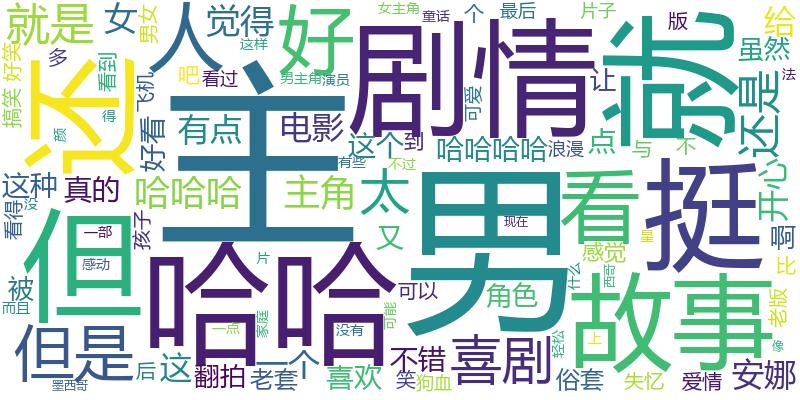 就是
女
男女
人
觉得
好
女主角
童话
个
最后
片子
版
给
好笑
搞笑
多
看到
还
这样
剧情
就
虽然
飞机
吧
看过
男主角
演员
可爱
让
还是
法
颜
得
好看
主
有点
电影
这个
到
哈哈哈哈
浪漫
点
与
不
这种
真的
哈哈哈
主角
有些
不过
太
男
看
挺
开心
看得
没
但
一部
孩子
又
现在
感觉
星
哥
感动
哈哈
片
什么
西哥
比
被
而且
可以
角色
故事
老版
但是
一点
家庭
没有
可能
轻松
上
像
后
这
一个
不错
喜剧
墨西哥
翻拍
老套
喜欢
笑
狗血
俗套
失忆
爱情
安娜